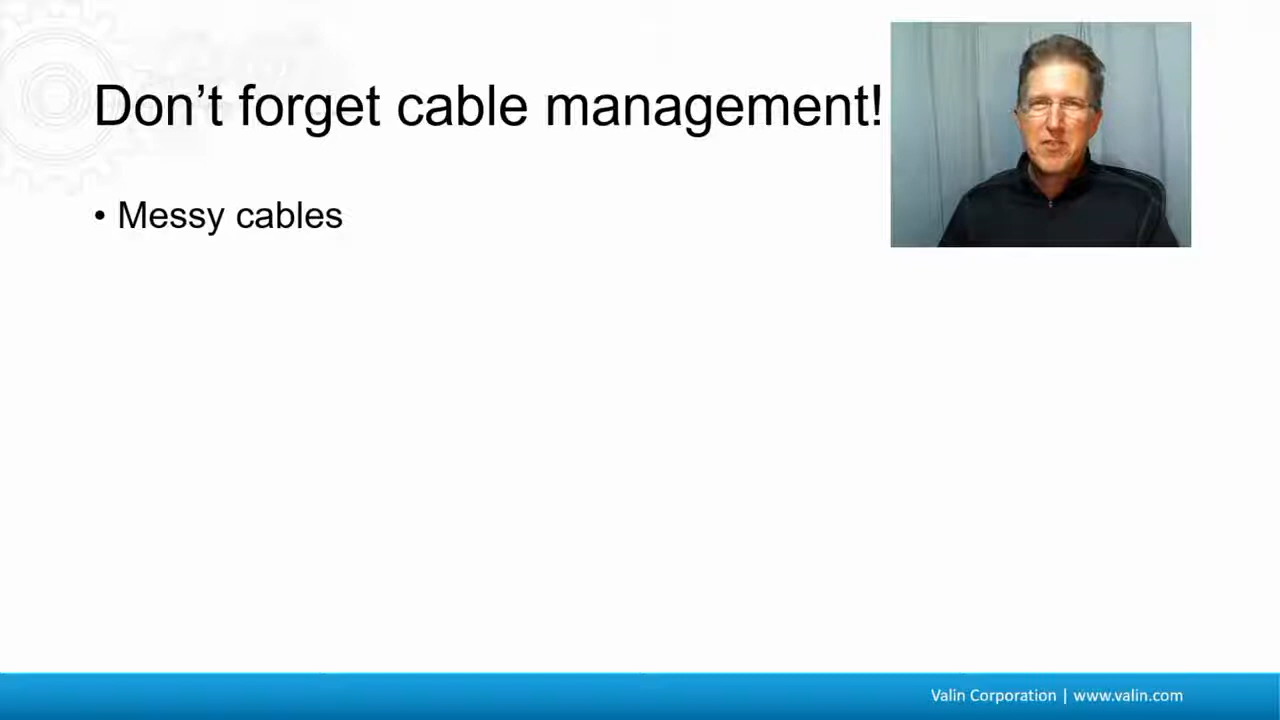 Don’t forget cable management!
• Messy cables
Valin Corporation | www.valin.com